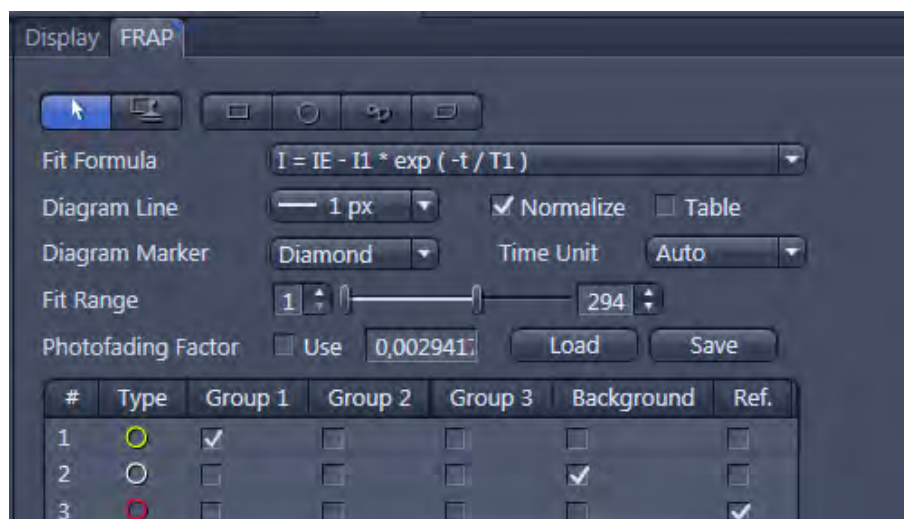 Display FRAP
Fit Formula I = IE - I1 * exp ( -t / T1 )
Diagram Line 1 px Normalize Table
Diagram Marker Diamond Time Unit Auto
Fit Range 1 294
Photofading Factor Use 0,0029417 Load Save
# Type Group 1 Group 2 Group 3 Background Ref.
1
2
3